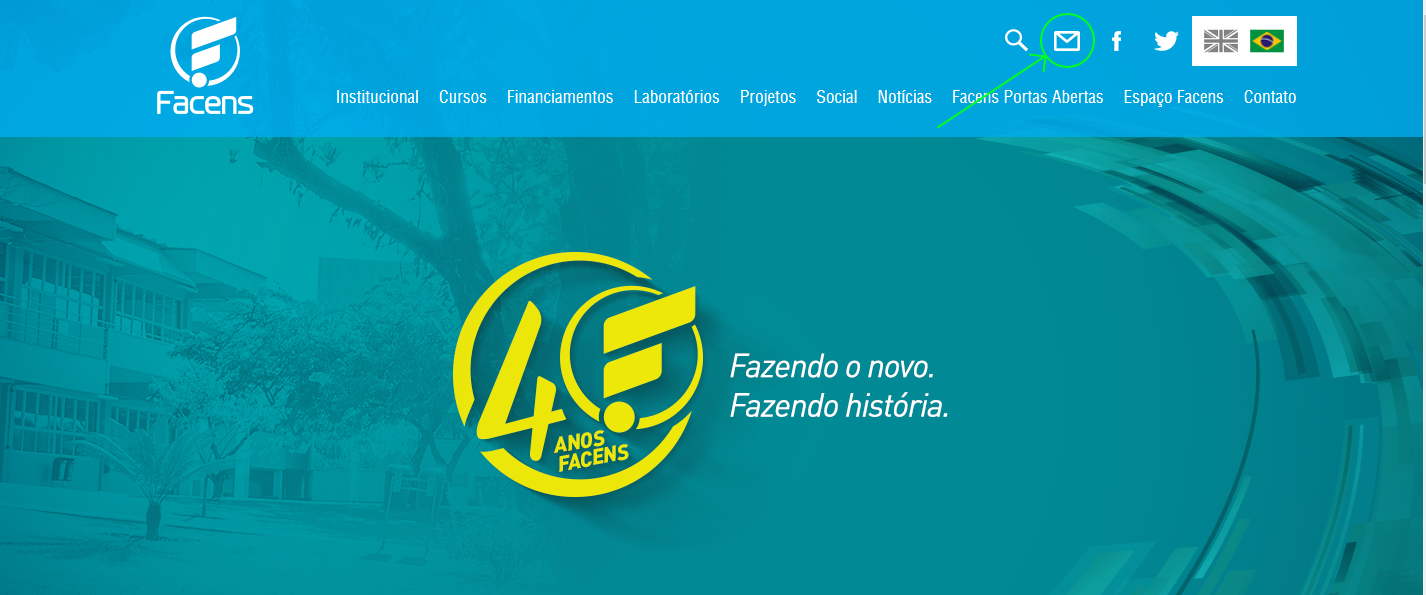 Facens
Institucional Cursos Financiamentos Laboratórios Projetos Social Notícias Facens Portas Abertas Espaço Facens Contato
40
ANOS
FACENS
Fazendo o novo.
Fazendo história.